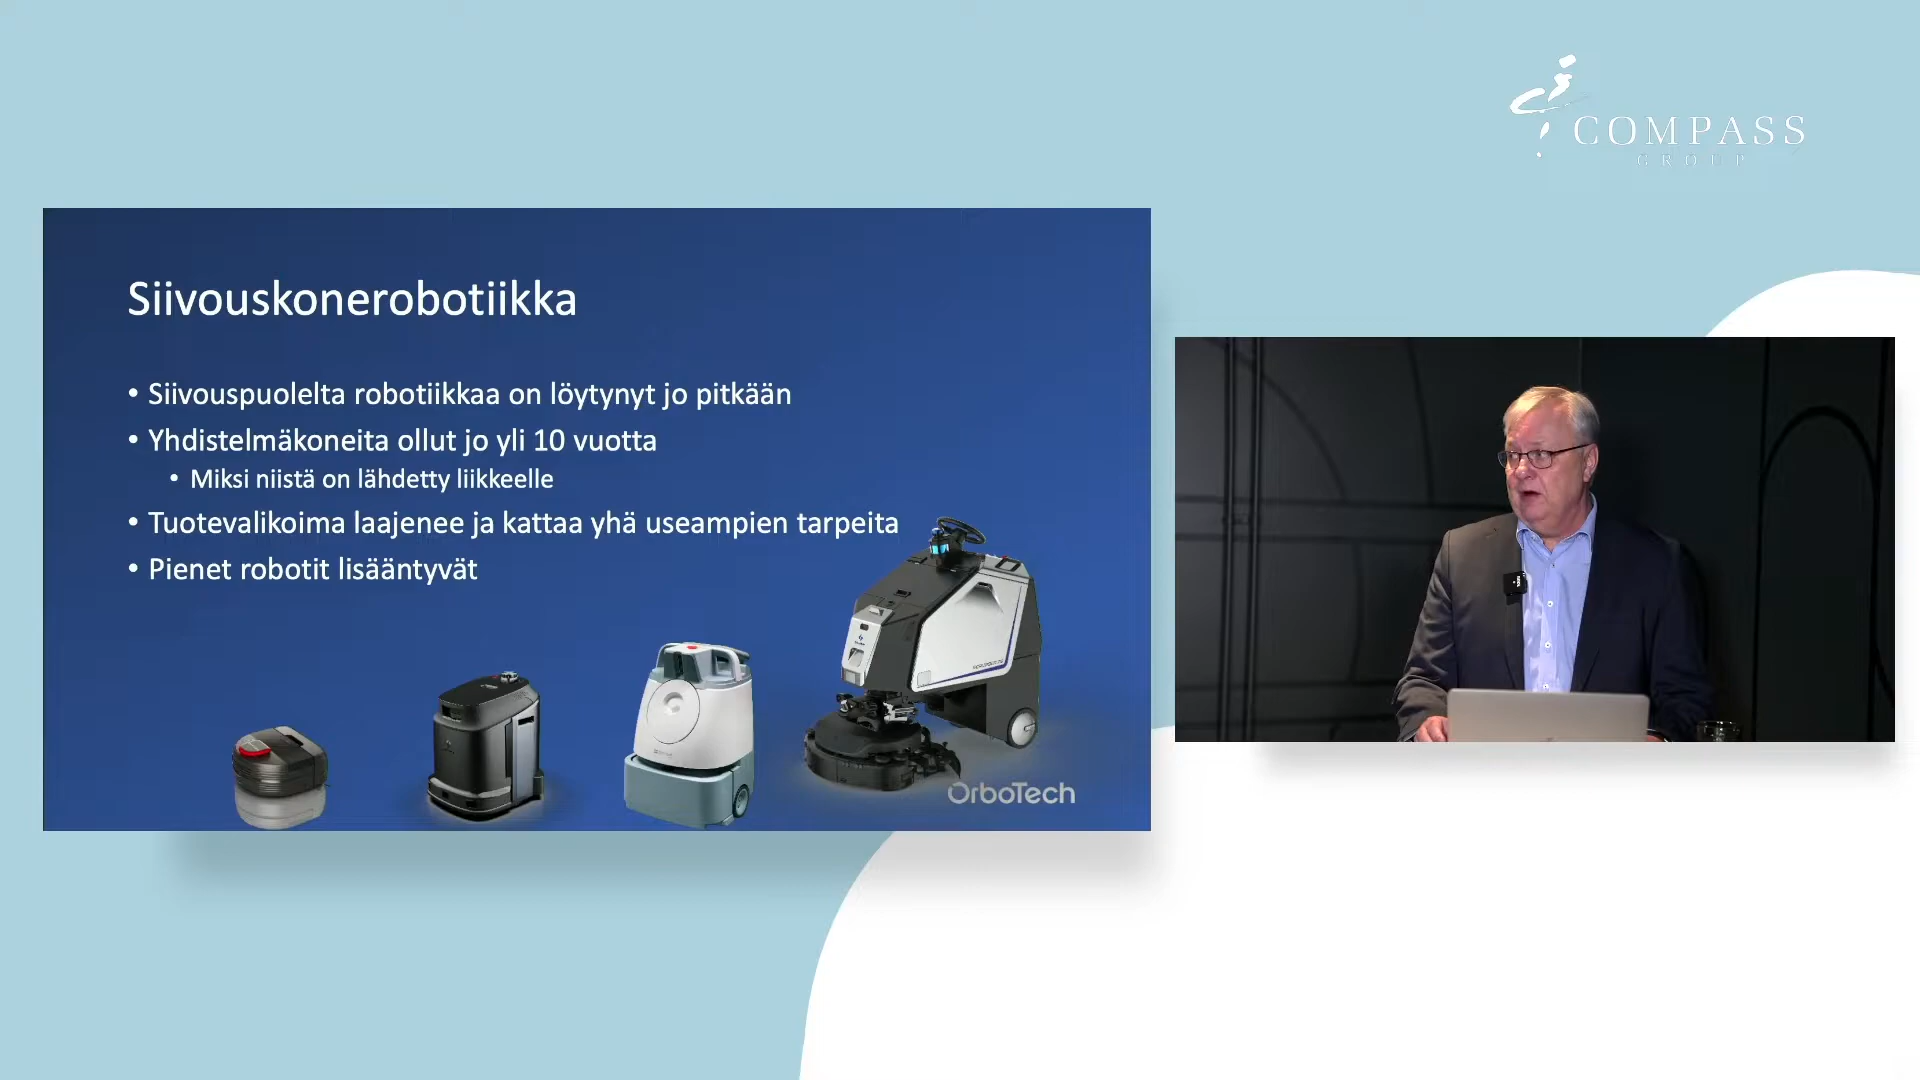 COMPASS
GROUP
Siivouskonerobotiikka
• Siivouspuolelta robotiikkaa on löytynyt jo pitkään
• Yhdistelmäkoneita ollut jo yli 10 vuotta
• Miksi niistä on lähdetty liikkeelle
• Tuotevalikoima laajenee ja kattaa yhä useampien tarpeita
• Pienet robotit lisääntyvät
OrboTech